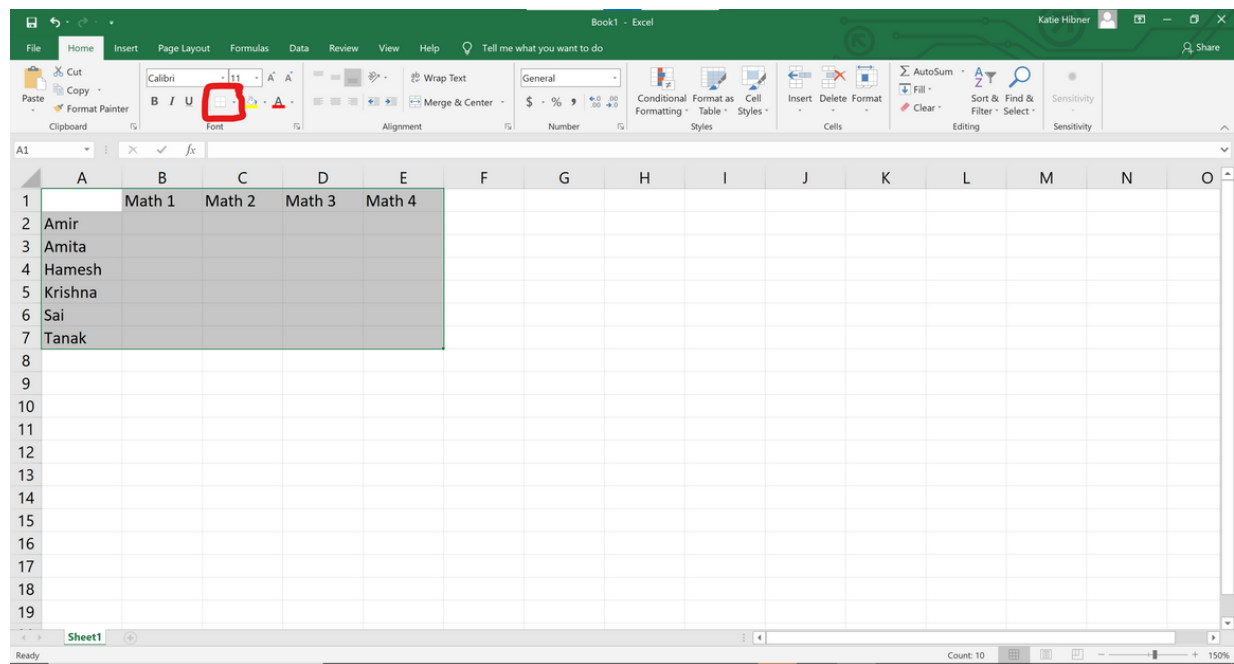 Book1 - Excel
Katie Hibner
File Home Insert Page Layout Formulas Data Review View Help Tell me what you want to do Share
Paste
Cut
Copy
Format Painter
Clipboard
Calibri 11 A A
B I U A
Font
Wrap Text
Merge & Center
Alignment
General
$ % , .00 .00
Number
Conditional Formatting
Format as Table
Cell Styles
Styles
Insert Delete Format
Cells
AutoSum
Fill
Clear
Sort & Filter
Find & Select
Editing
Sensitivity
Sensitivity
A1 fx
A B C D E F G H I J K L M N O
1 Math 1 Math 2 Math 3 Math 4
2 Amir
3 Amita
4 Hamesh
5 Krishna
6 Sai
7 Tanak
8
9
10
11
12
13
14
15
16
17
18
19
Sheet1
Ready Count: 10 150%